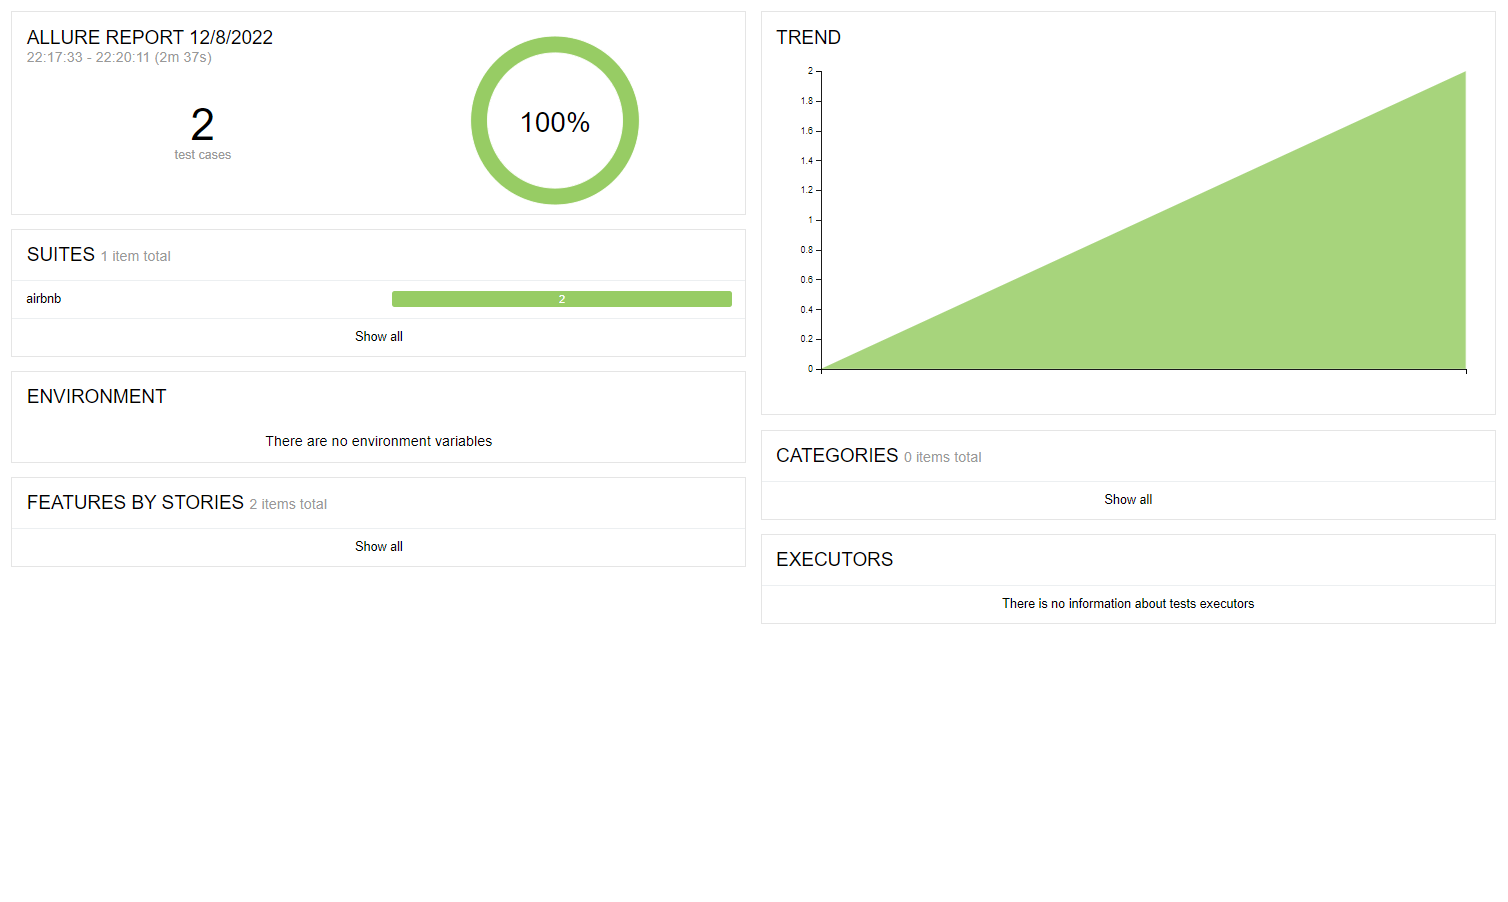 ALLURE REPORT 12/8/2022
22:17:33 - 22:20:11 (2m 37s)
2
test cases
100%
SUITES 1 item total
airbnb 2
Show all
ENVIRONMENT
There are no environment variables
FEATURES BY STORIES 2 items total
Show all
TREND
2
1.8
1.6
1.4
1.2
1
0.8
0.6
0.4
0.2
0
CATEGORIES 0 items total
Show all
EXECUTORS
There is no information about tests executors